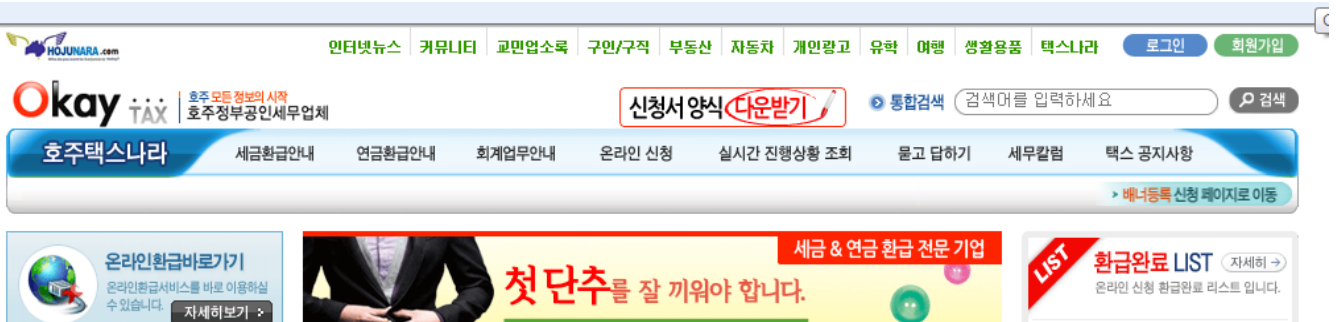 HOJUNARA.com
인터넷뉴스 커뮤니티 교민업소록 구인/구직 부동산 자동차 개인광고 유학 여행 생활용품 택스나라 로그인 회원가입
Okay TAX
호주 모든 정보의 시작
호주정부공인세무업체
신청서 양식 다운받기
통합검색 검색어를 입력하세요 검색
호주택스나라 세금환급안내 연금환급안내 회계업무안내 온라인 신청 실시간 진행상황 조회 묻고 답하기 세무칼럼 택스 공지사항
배너등록 신청 페이지로 이동
온라인환급바로가기
온라인환급서비스를 바로 이용하실
수 있습니다.
자세히보기
세금 & 연금 환급 전문 기업
첫 단추를 잘 끼워야 합니다.
LIST
환급완료 LIST 자세히
온라인 신청 환급완료 리스트 입니다.